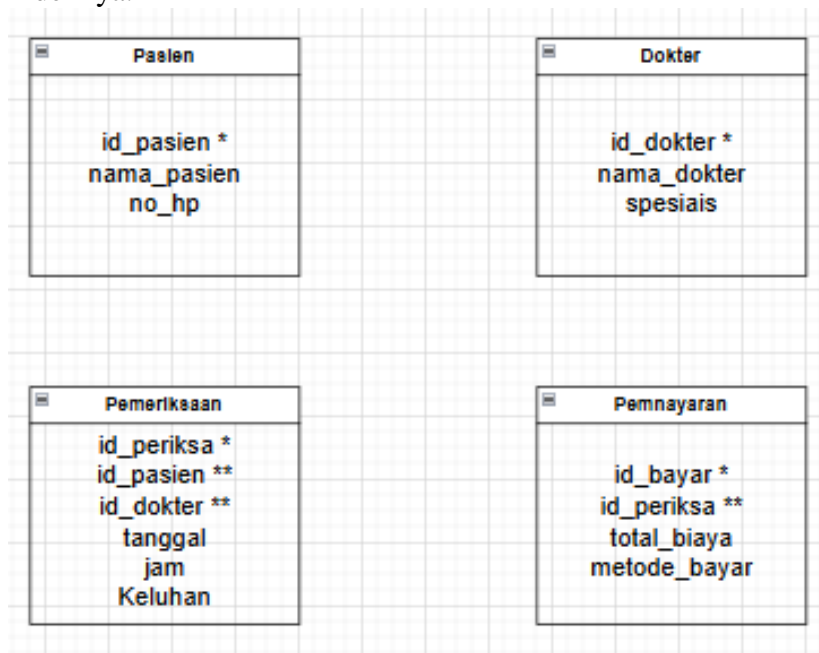 Pasien
id_pasien *
nama_pasien
no_hp
Dokter
id_dokter *
nama_dokter
spesiais
Pemeriksaan
id_periksa *
id_pasien **
id_dokter **
tanggal
jam
Keluhan
Pemnayaran
id_bayar *
id_periksa **
total_biaya
metode_bayar